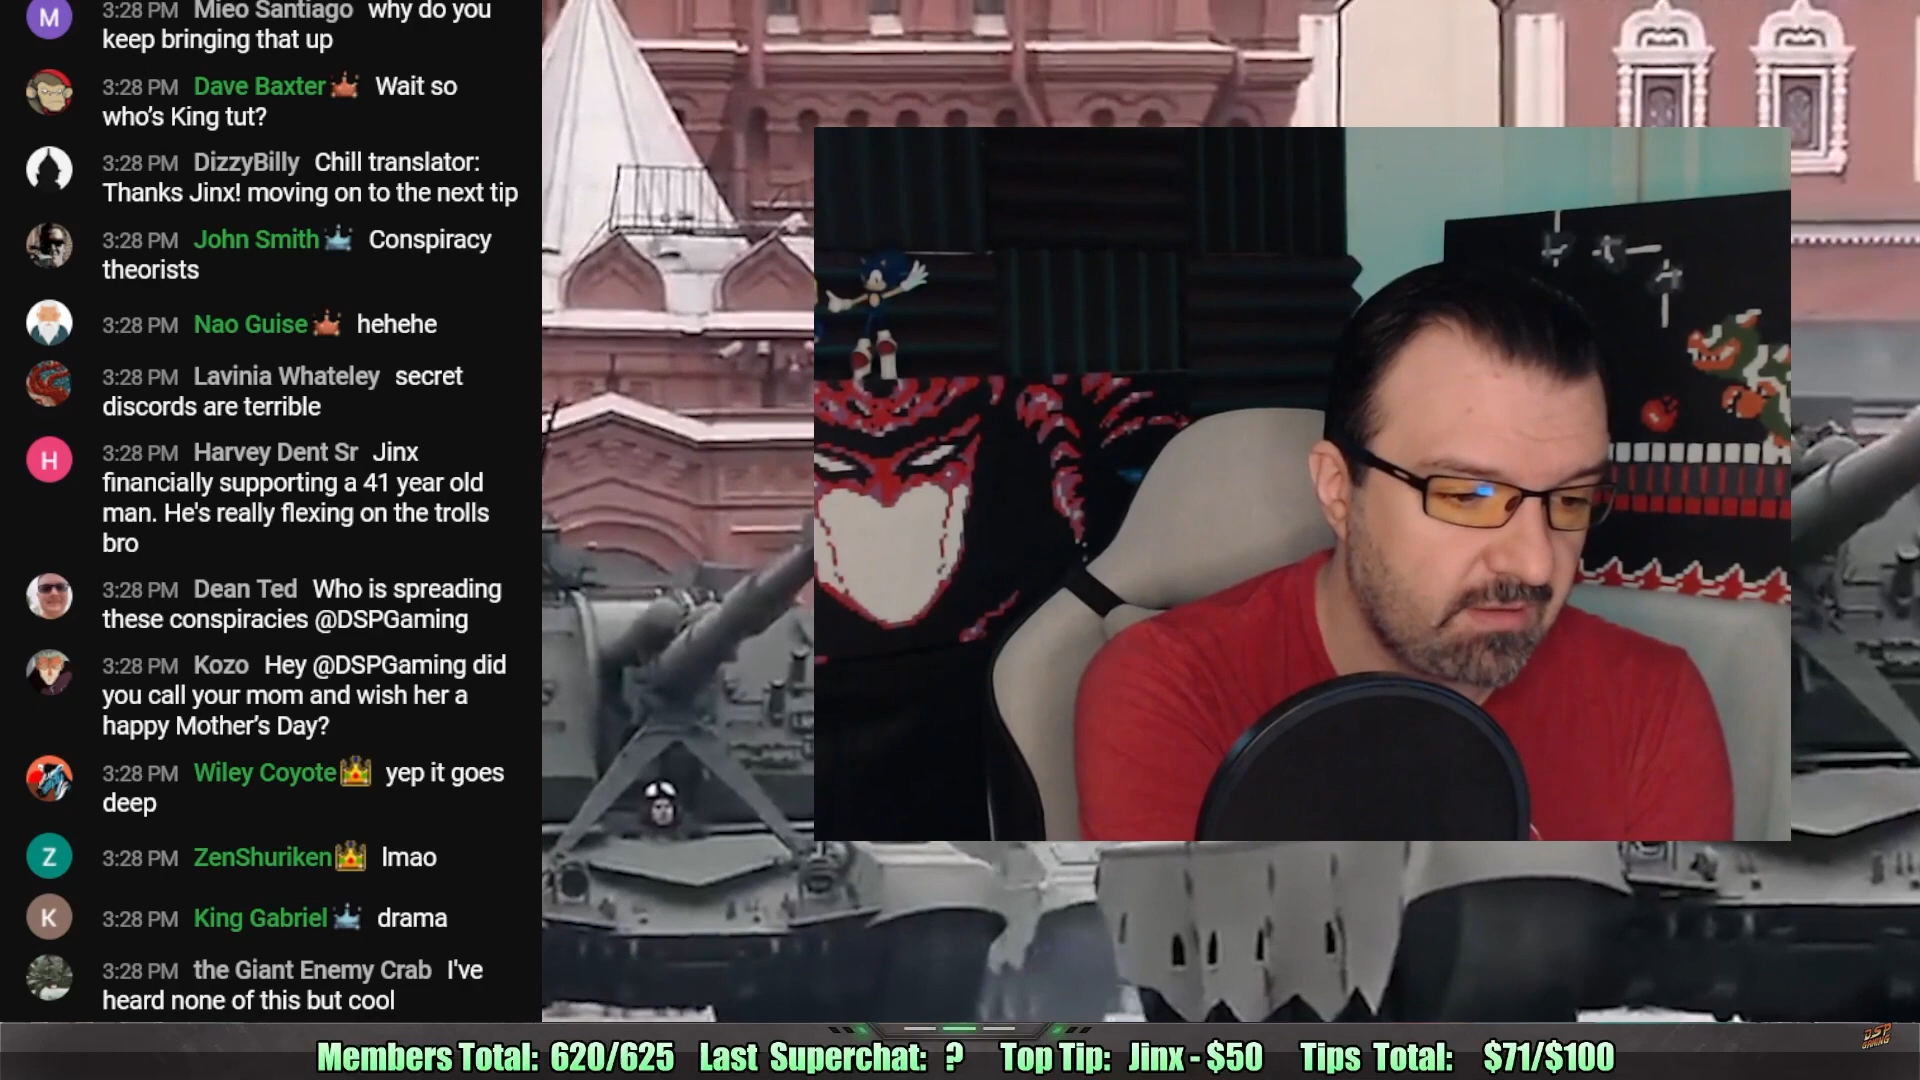 3:28 PM Mieo Santiago why do you
keep bringing that up
3:28 PM Dave Baxter Wait so
who's King tut?
3:28 PM DizzyBilly Chill translator:
Thanks Jinx! moving on to the next tip
3:28 PM John Smith Conspiracy
theorists
3:28 PM Nao Guise hehehe
3:28 PM Lavinia Whateley secret
discords are terrible
3:28 PM Harvey Dent Sr Jinx
financially supporting a 41 year old
man. He's really flexing on the trolls
bro
3:28 PM Dean Ted Who is spreading
these conspiracies @DSPGaming
3:28 PM Kozo Hey @DSPGaming did
you call your mom and wish her a
happy Mother's Day?
3:28 PM Wiley Coyote yep it goes
deep
3:28 PM ZenShuriken lmao
3:28 PM King Gabriel drama
3:28 PM the Giant Enemy Crab I've
heard none of this but cool
M
H
Z
K
Members Total: 620/625 Last Superchat: ? Top Tip: Jinx - $50 Tips Total: $71/$100
DSP
GAMING